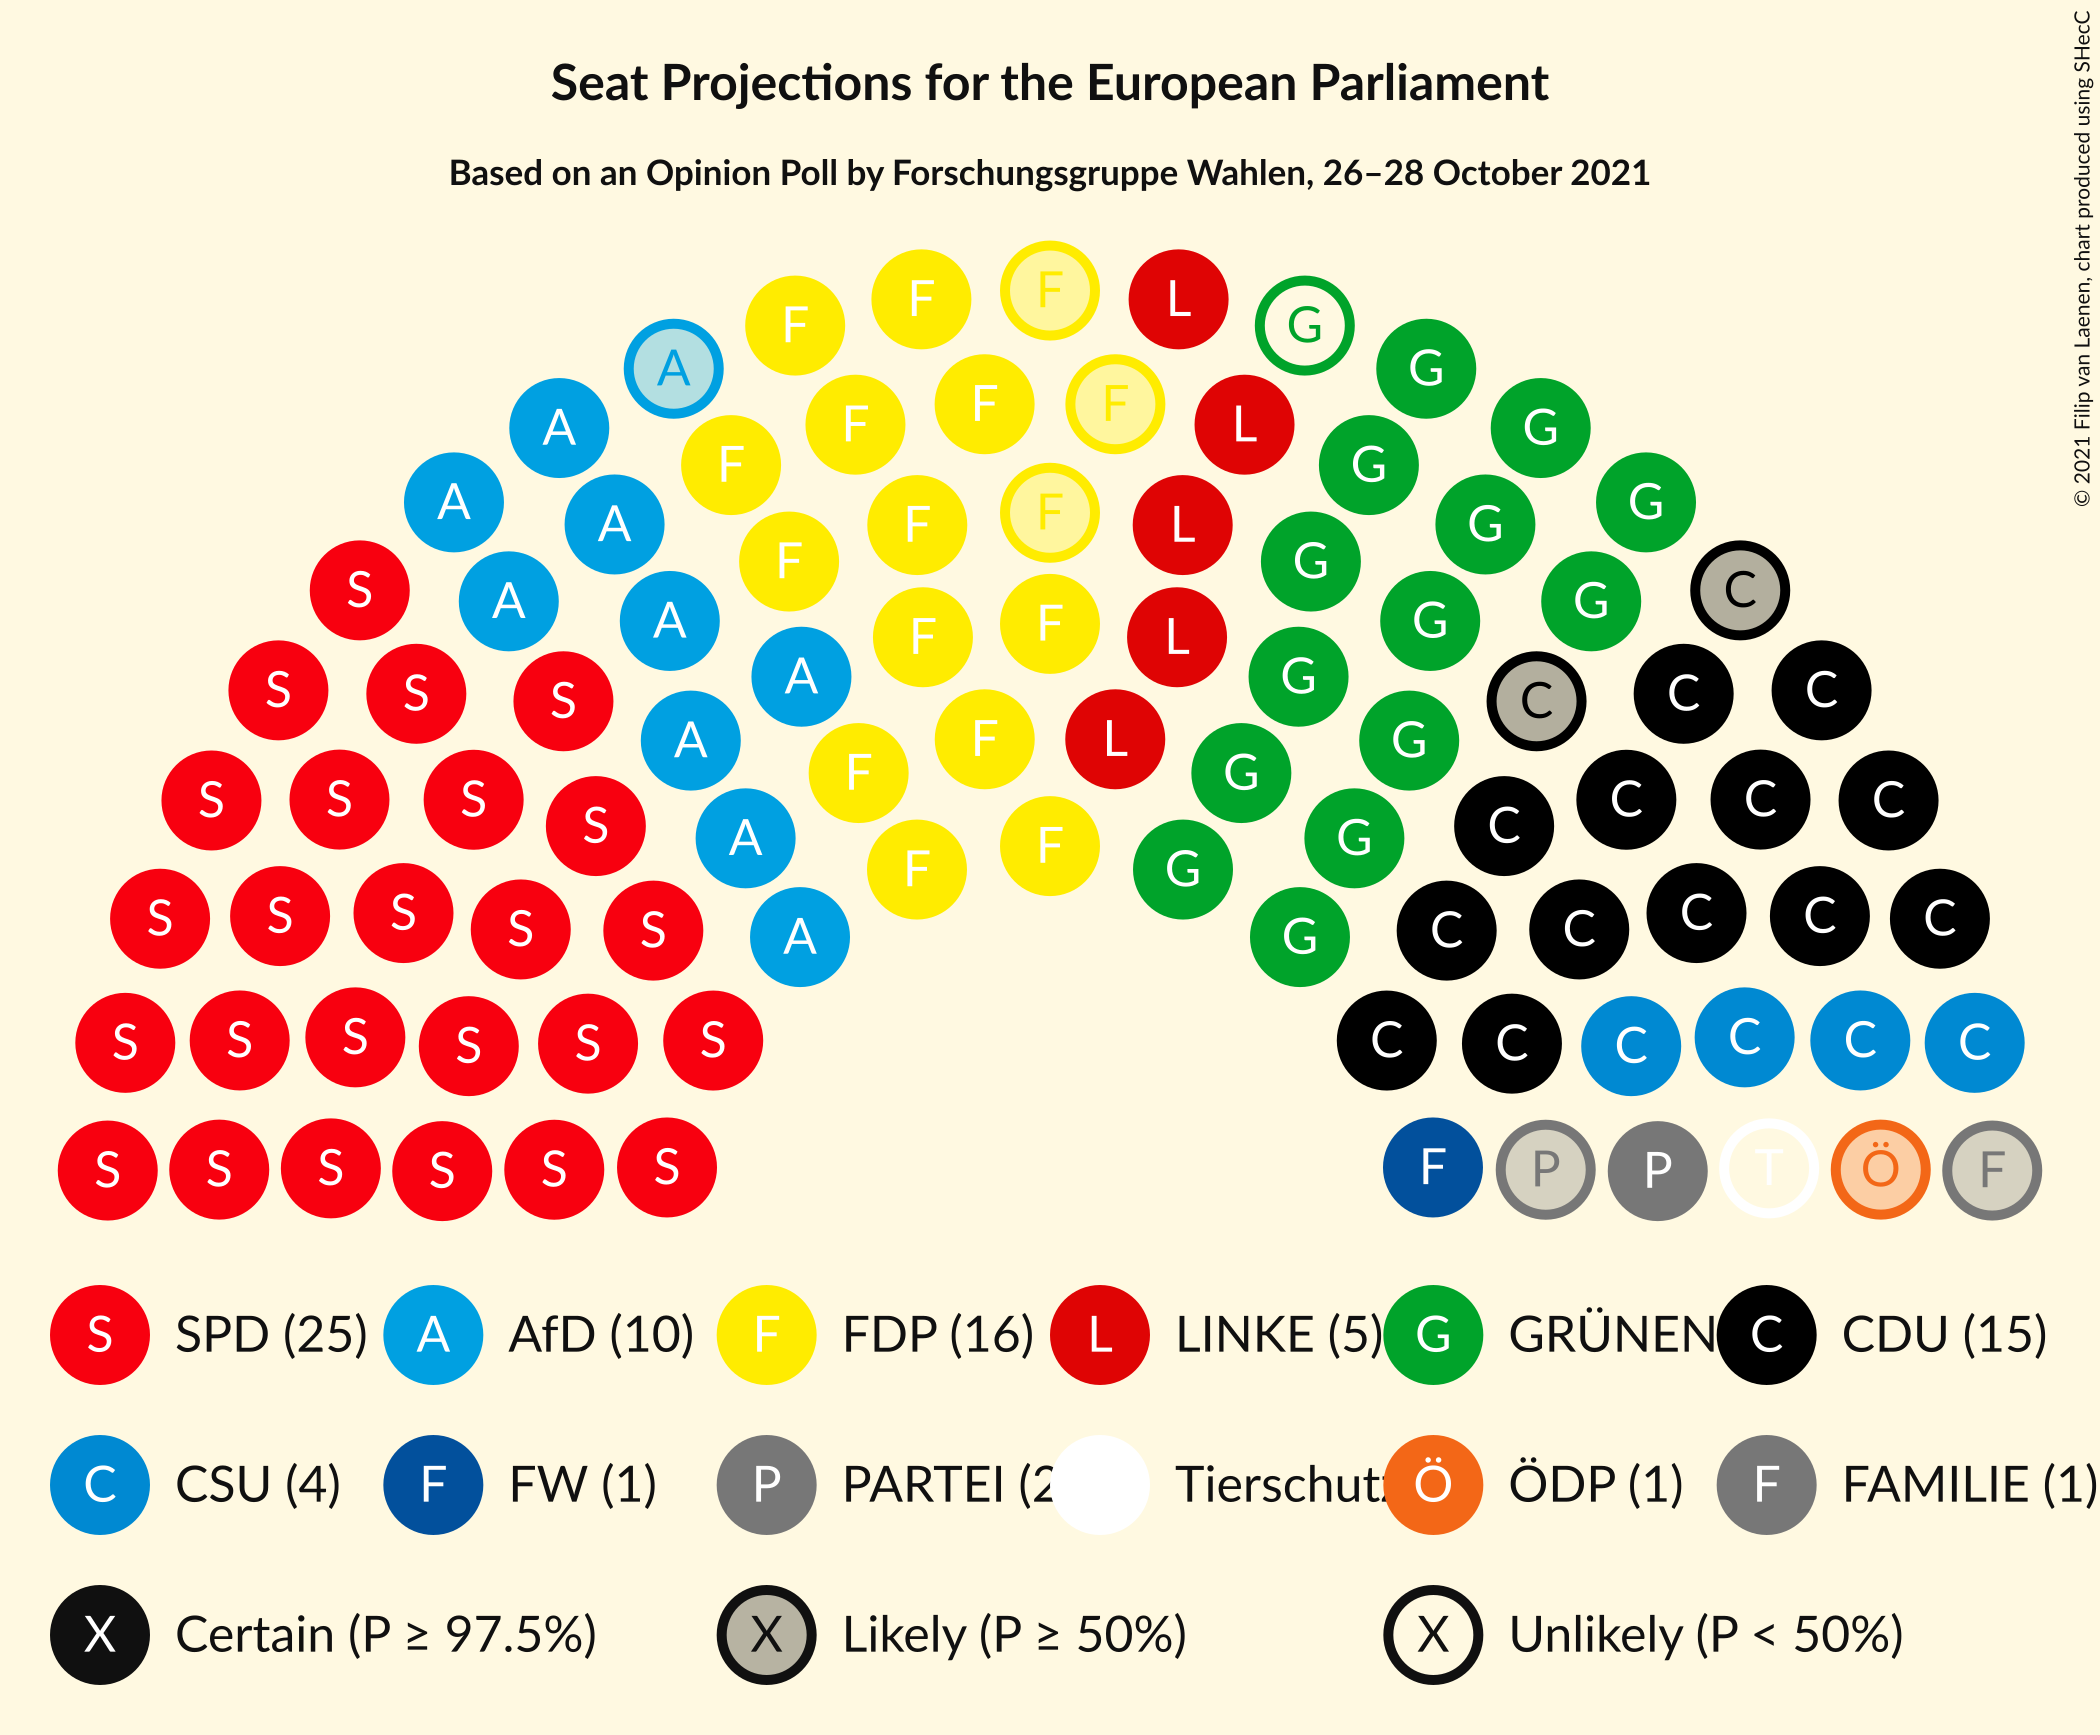 Seat Projections for the European Parliament
Based on an Opinion Poll by Forschungsgruppe Wahlen, 26–28 October 2021
© 2021 Filip van Laenen, chart produced using SHecC
F
F L
F G
A G
F F
A F L G
F G
A F G
A F L G
F G
S C
A G
A F G
F L
A G
S S S C C C
A F L G
F G
S S S C C C
S C
A F G
F G
S S S S S C C C C C
A G
S S S S S S C C C C C C
S S S S S S F P P T Ö F
S SPD (25) A AfD (10) F FDP (16) L LINKE (5) G GRÜNEN C CDU (15)
C CSU (4) F FW (1) P PARTEI (2 Tierschutz Ö ÖDP (1) F FAMILIE (1)
X Certain (P ≥ 97.5%) X Likely (P ≥ 50%) X Unlikely (P < 50%)